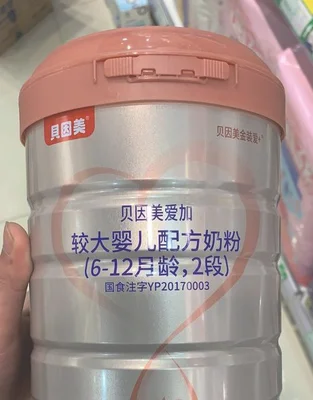 貝因美
贝因美金装爱+
贝因美爱加
较大婴儿配方奶粉
(6-12月龄,2段)
国食注字YP20170003